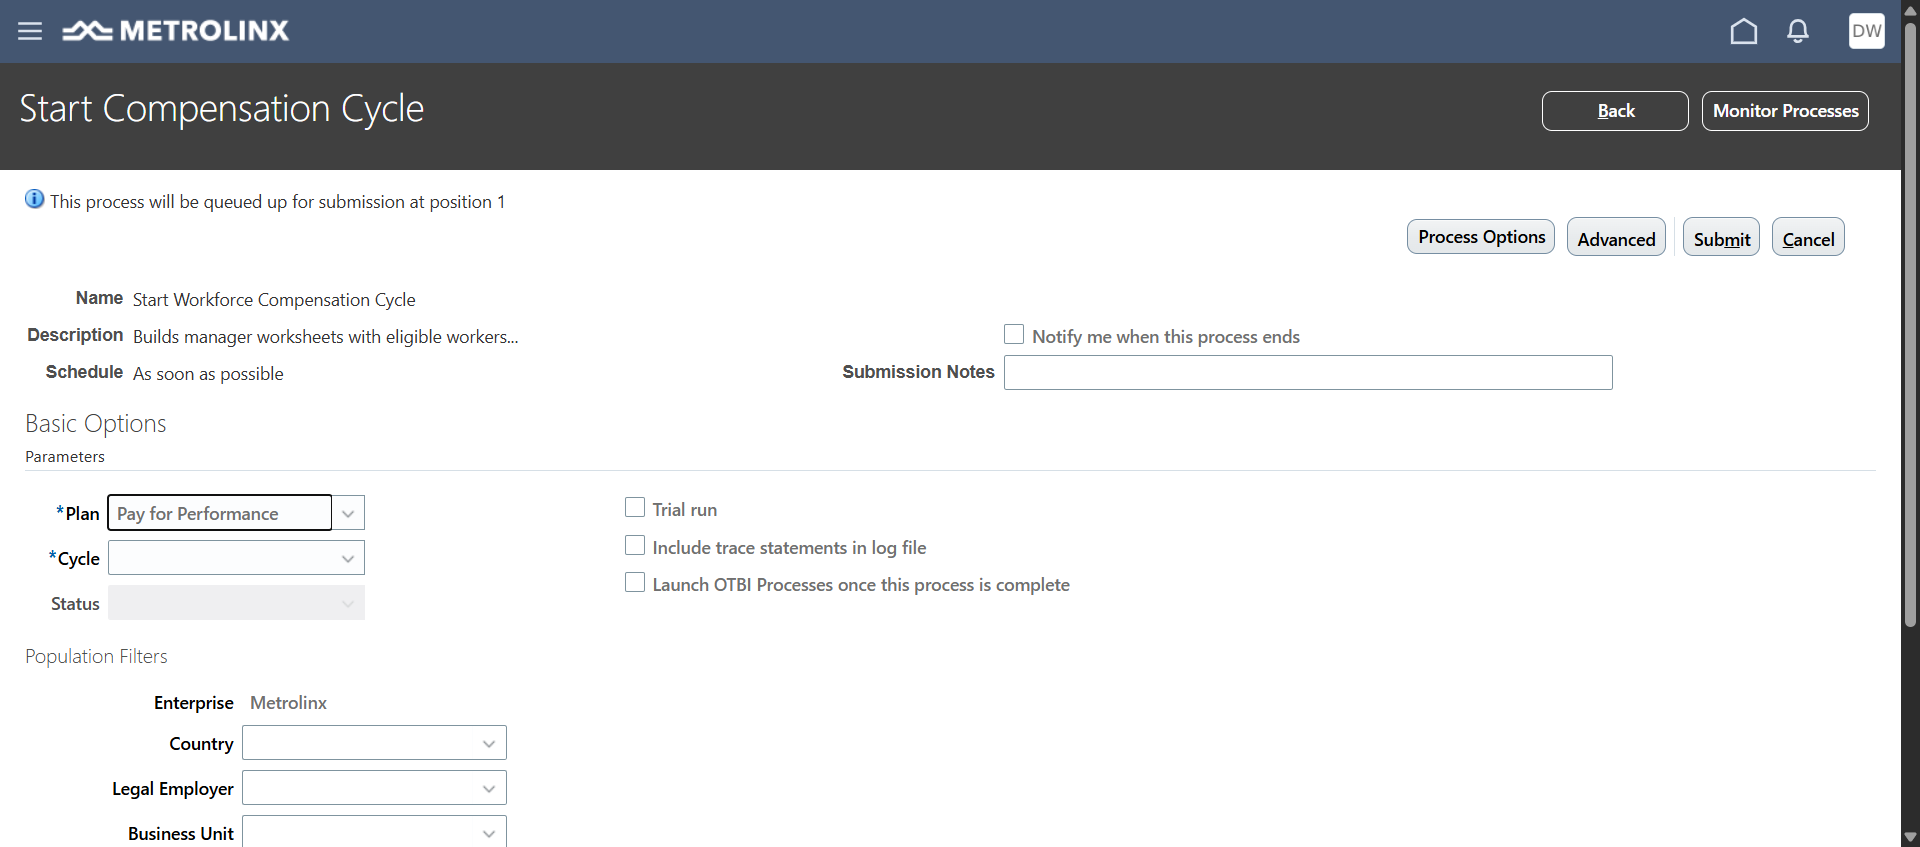 METROLINX
DW
Start Compensation Cycle
Back
Monitor Processes
This process will be queued up for submission at position 1
Process Options
Advanced
Submit
Cancel
Name Start Workforce Compensation Cycle
Description Builds manager worksheets with eligible workers...
Notify me when this process ends
Schedule As soon as possible
Submission Notes
Basic Options
Parameters
*Plan Pay for Performance
Trial run
*Cycle
Include trace statements in log file
Status
Launch OTBI Processes once this process is complete
Population Filters
Enterprise Metrolinx
Country
Legal Employer
Business Unit